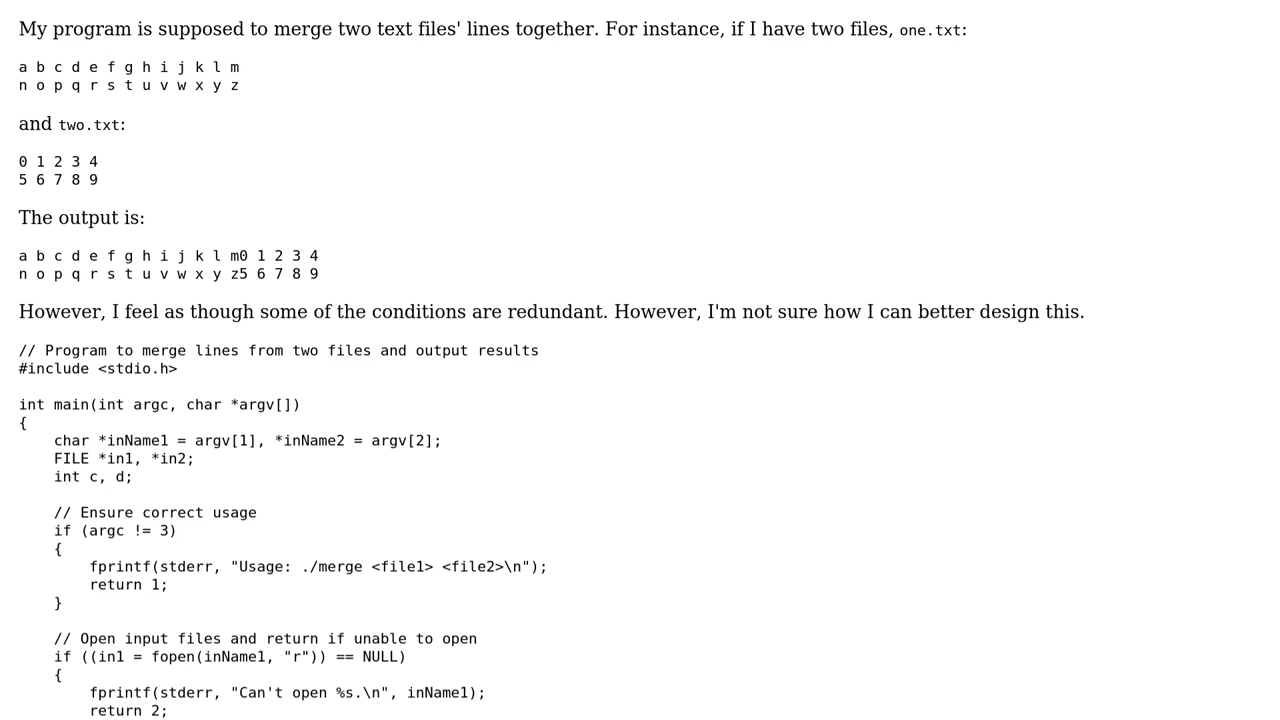 My program is supposed to merge two text files' lines together. For instance, if I have two files, one.txt:
a b c d e f g h i j k l m
n o p q r s t u v w x y z
and two.txt:
0 1 2 3 4
5 6 7 8 9
The output is:
a b c d e f g h i j k l m0 1 2 3 4
n o p q r s t u v w x y z5 6 7 8 9
However, I feel as though some of the conditions are redundant. However, I'm not sure how I can better design this.
// Program to merge lines from two files and output results
#include <stdio.h>
int main(int argc, char *argv[])
{
    char *inName1 = argv[1], *inName2 = argv[2];
    FILE *in1, *in2;
    int c, d;
    // Ensure correct usage
    if (argc != 3)
    {
        fprintf(stderr, "Usage: ./merge <file1> <file2>\n");
        return 1;
    }
    // Open input files and return if unable to open
    if ((in1 = fopen(inName1, "r")) == NULL)
    {
        fprintf(stderr, "Can't open %s.\n", inName1);
        return 2;